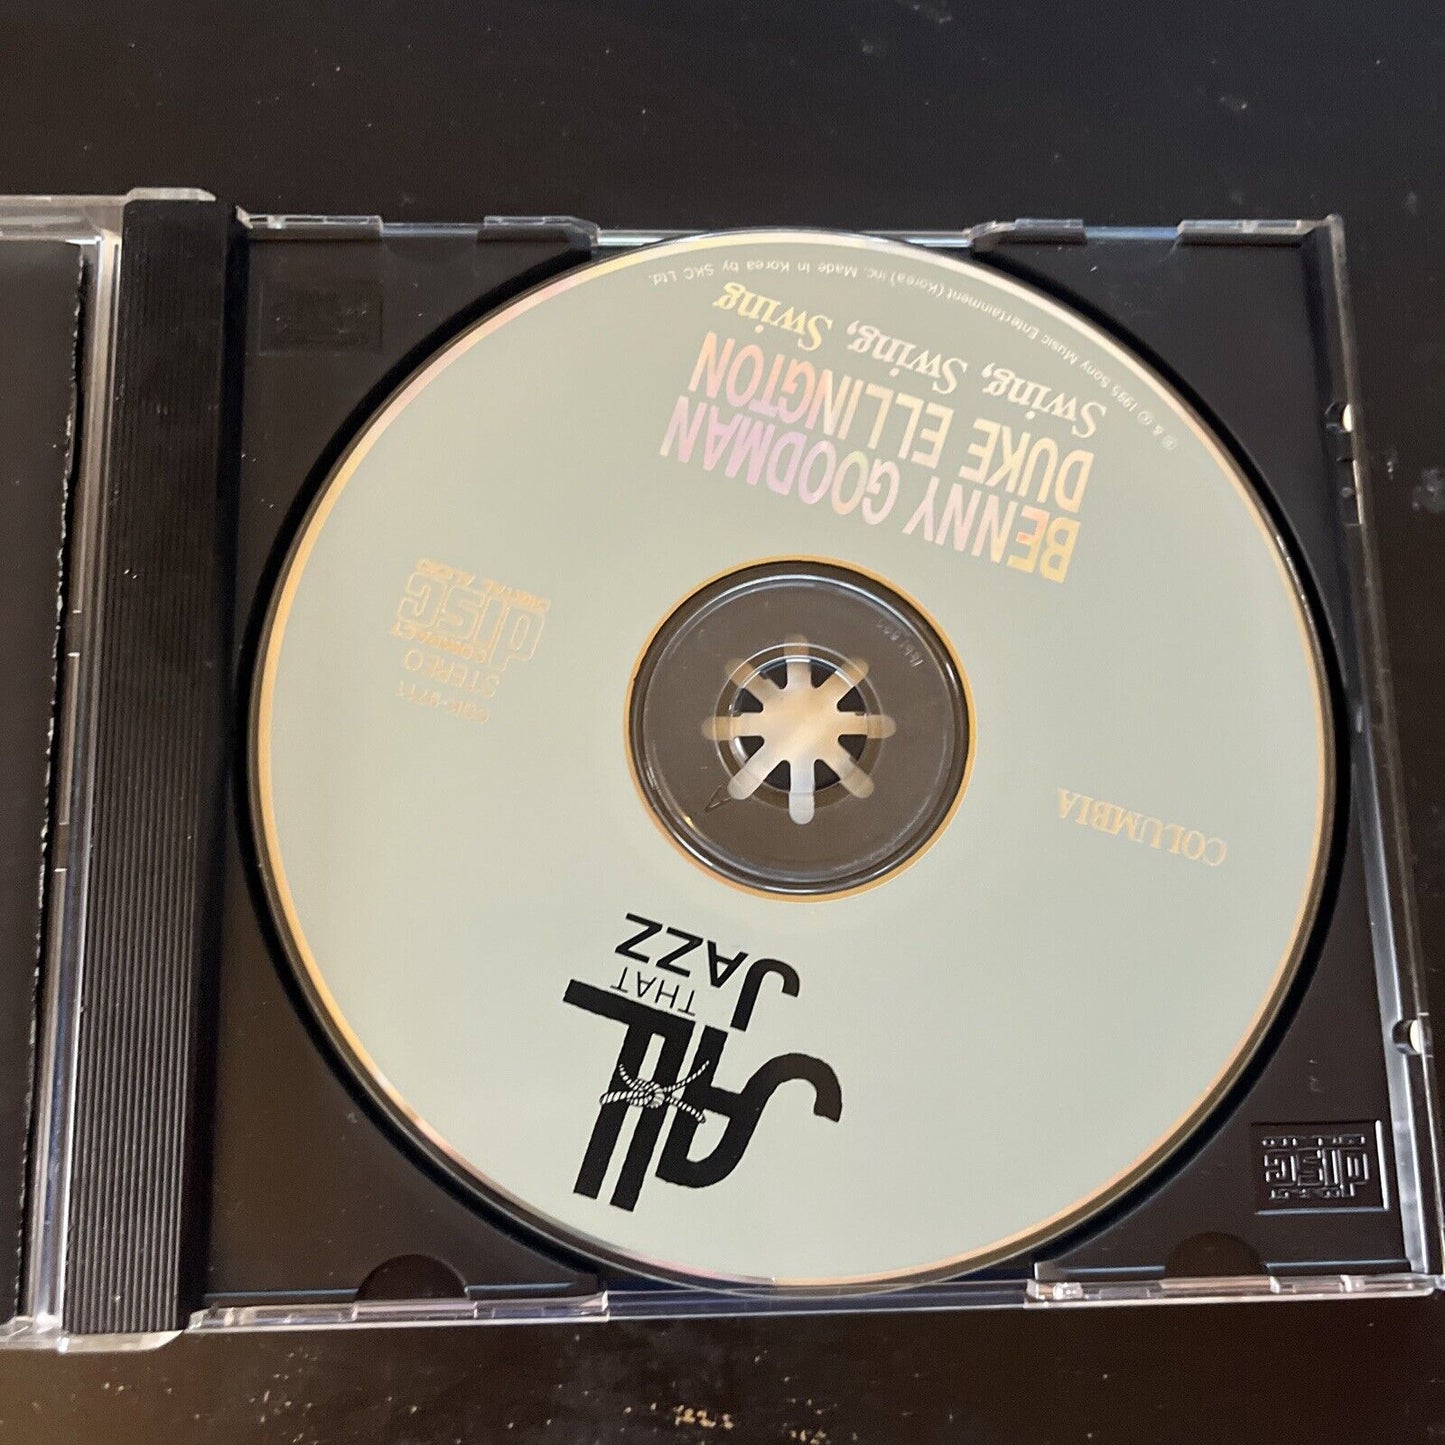 ALL
THAT
JAZZ
COLUMBIA
STEREO
COMPACT
disc
DIGITAL AUDIO
BENNY GOODMAN
DUKE ELLINGTON
Swing, Swing, Swing
℗ & © 1995 Sony Music Entertainment (Korea) Inc. Made in Korea by SKC Ltd.